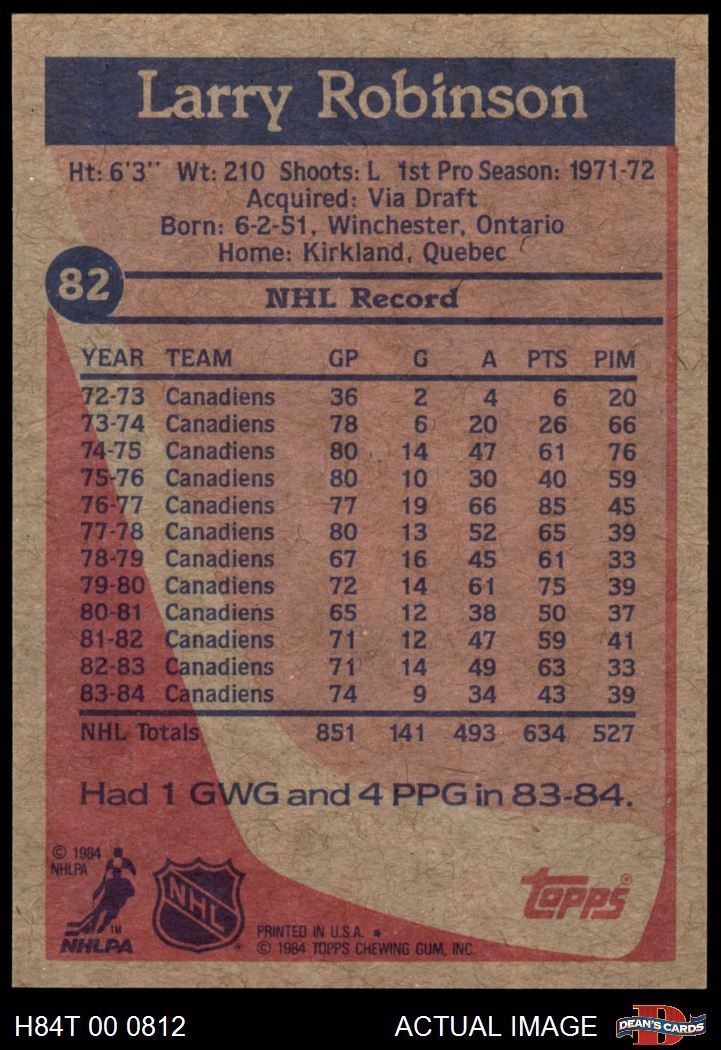 Larry Robinson
Ht: 6'3'' Wt: 210 Shoots: L 1st Pro Season: 1971-72
Acquired: Via Draft
Born: 6-2-51, Winchester, Ontario
Home: Kirkland, Quebec
82
NHL Record
YEAR TEAM GP G A PTS PIM
72-73 Canadiens 36 2 4 6 20
73-74 Canadiens 78 6 20 26 66
74-75 Canadiens 80 14 47 61 76
75-76 Canadiens 80 10 30 40 59
76-77 Canadiens 77 19 66 85 45
77-78 Canadiens 80 13 52 65 39
78-79 Canadiens 67 16 45 61 33
79-80 Canadiens 72 14 61 75 39
80-81 Canadiens 65 12 38 50 37
81-82 Canadiens 71 12 47 59 41
82-83 Canadiens 71 14 49 63 33
83-84 Canadiens 74 9 34 43 39
NHL Totals 851 141 493 634 527
Had 1 GWG and 4 PPG in 83-84.
© 1984
NHLPA
TM
NHLPA
NHL
®
topps®
PRINTED IN U.S.A. *
© 1984 TOPPS CHEWING GUM, INC.
H84T 00 0812 ACTUAL IMAGE
D
DEAN'S CARDS